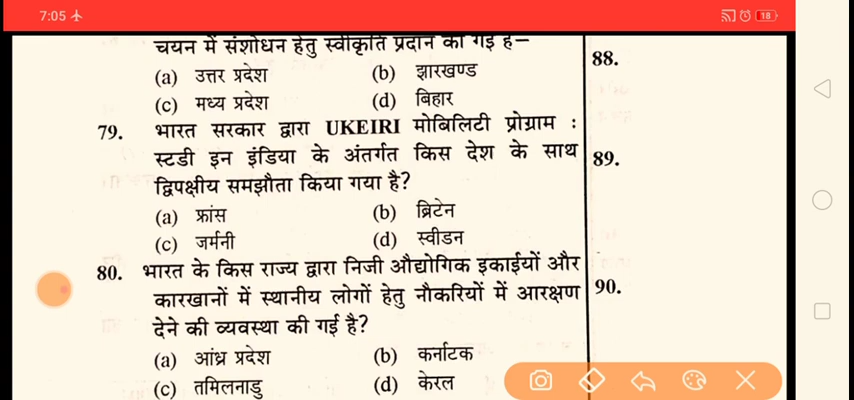 7:05
18
चयन में संशोधन हेतु स्वीकृति प्रदान की गई है—
(a) उत्तर प्रदेश (b) झारखण्ड
(c) मध्य प्रदेश (d) बिहार
79. भारत सरकार द्वारा UKEIRI मोबिलिटी प्रोग्राम :
स्टडी इन इंडिया के अंतर्गत किस देश के साथ
द्विपक्षीय समझौता किया गया है?
(a) फ्रांस (b) ब्रिटेन
(c) जर्मनी (d) स्वीडन
80. भारत के किस राज्य द्वारा निजी औद्योगिक इकाईयों और
कारखानों में स्थानीय लोगों हेतु नौकरियों में आरक्षण
देने की व्यवस्था की गई है?
(a) आंध्र प्रदेश (b) कर्नाटक
(c) तमिलनाडु (d) केरल
88.
89.
90.